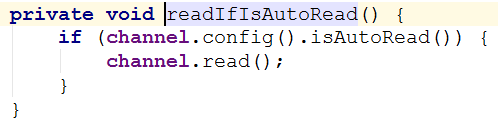 private void readIfIsAutoRead() {
    if (channel.config().isAutoRead()) {
        channel.read();
    }
}